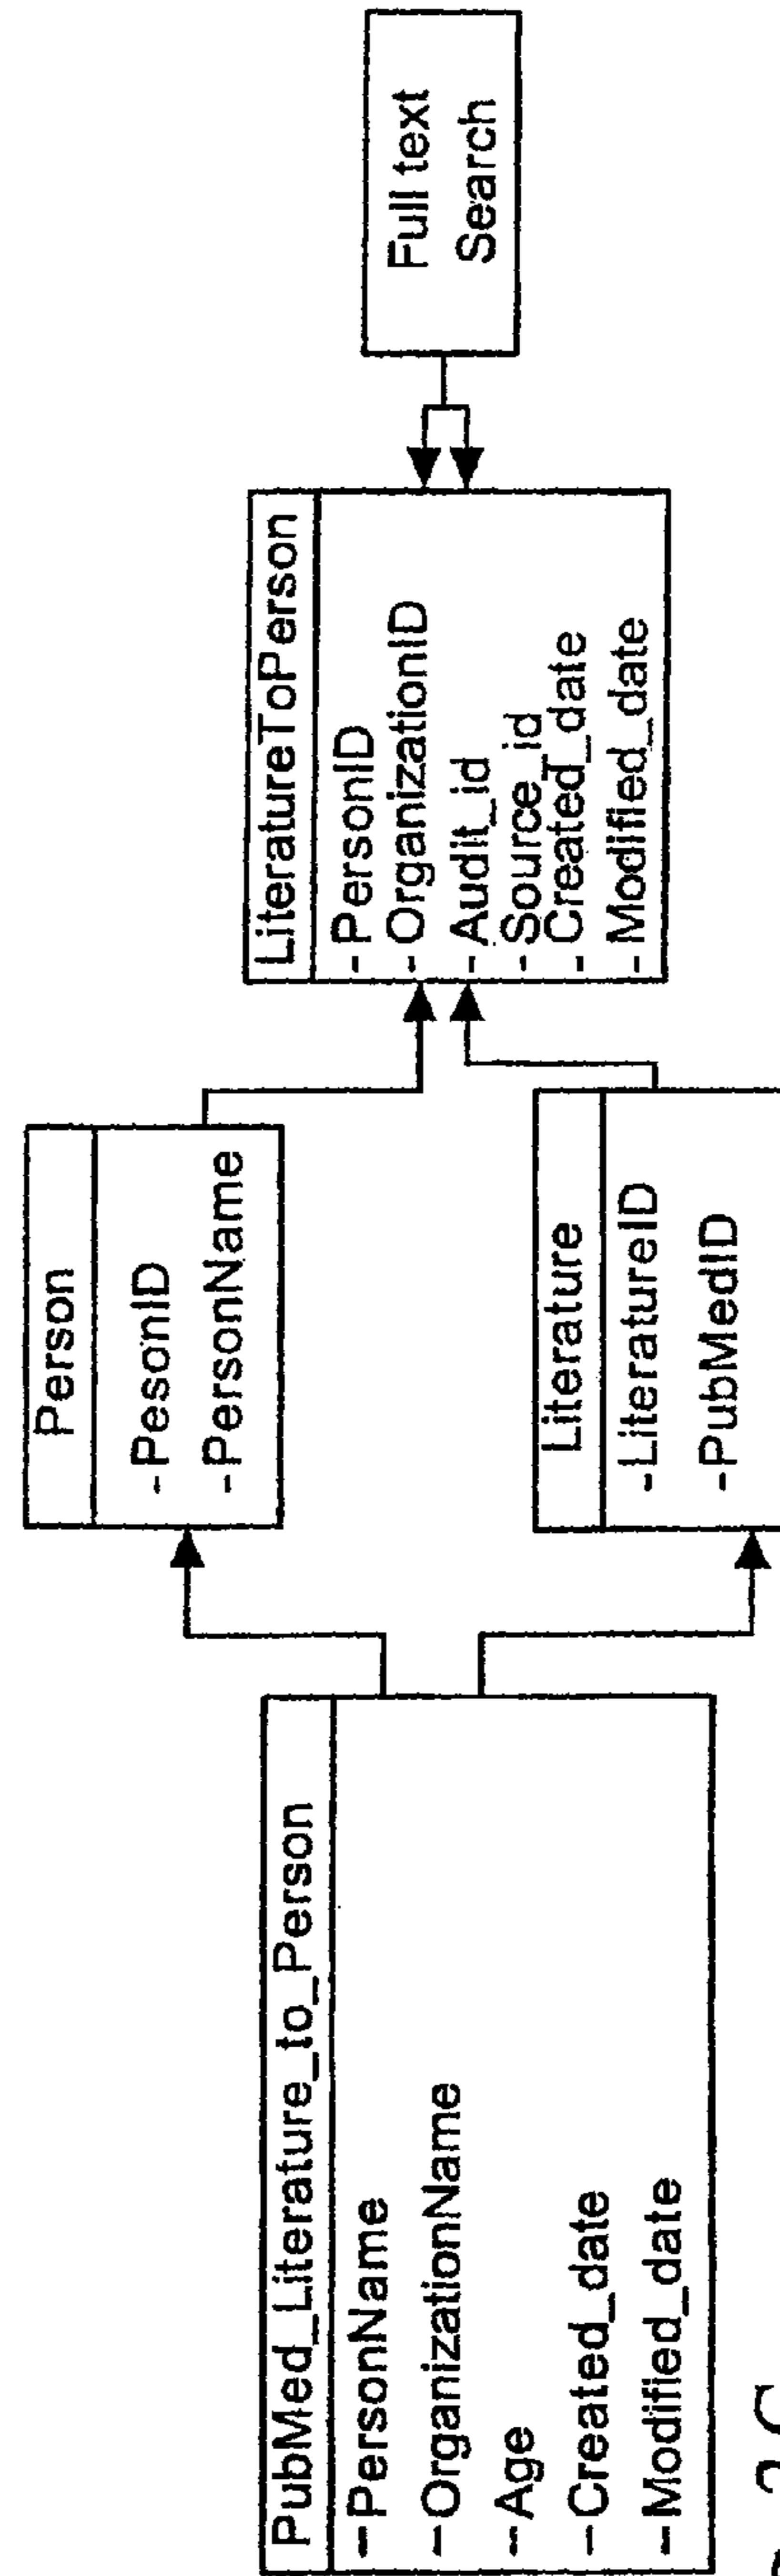 PubMed_Literature_to_Person
-PersonName
-OrganizationName
-Age
-Created_date
-Modified_date
Person
-PesonID
-PersonName
Literature
-LiteratureID
-PubMedID
LiteratureToPerson
-PersonID
-OrganizationID
-Audit_id
-Source_id
-Created_date
-Modified_date
Full text
Search